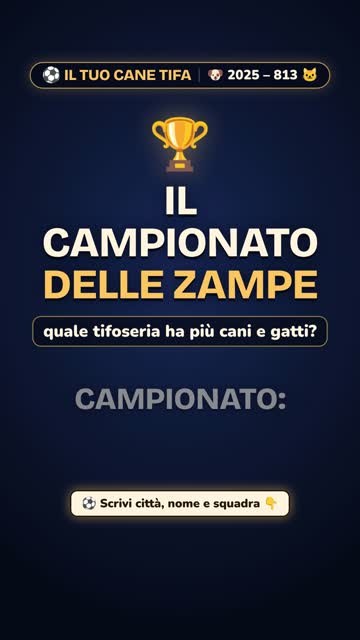 ⚽ IL TUO CANE TIFA | 🐶 2025 – 813 🐱
IL
CAMPIONATO
DELLE ZAMPE
quale tifoseria ha più cani e gatti?
CAMPIONATO:
⚽ Scrivi città, nome e squadra 👇